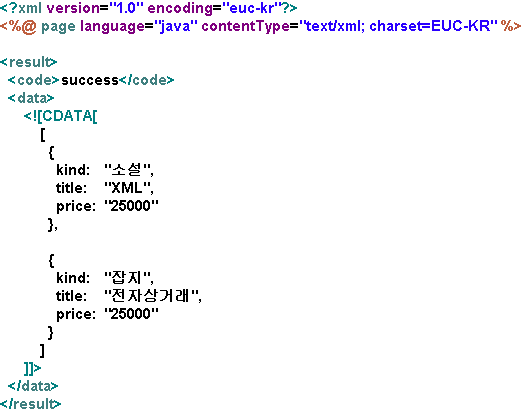 <?xml version="1.0" encoding="euc-kr"?>
<%@ page language="java" contentType="text/xml; charset=EUC-KR" %>
<result>
<code>success</code>
<data>
<![CDATA[
[
{
kind: "소설",
title: "XML",
price: "25000"
},
{
kind: "잡지",
title: "전자상거래",
price: "25000"
}
]
]]>
</data>
</result>